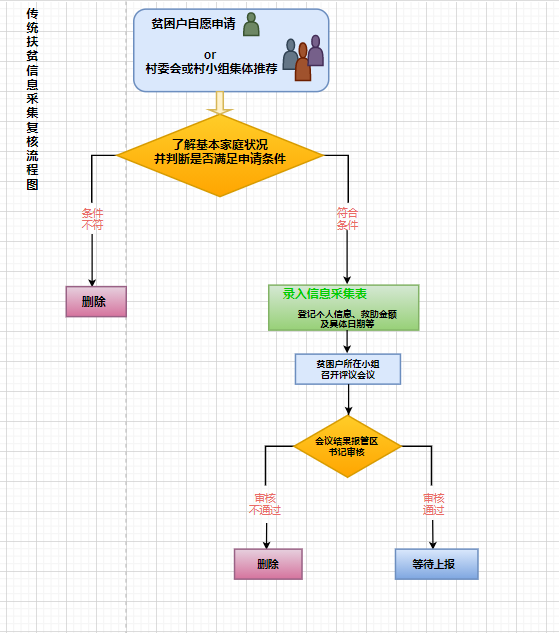 传统扶贫信息采集复核流程图
贫困户自愿申请
or
村委会或村小组集体推荐
了解基本家庭状况
并判断是否满足申请条件
条件
不符
符合
条件
删除
录入信息采集表
登记个人信息、救助金额
及具体日期等
贫困户所在小组
召开评议会议
会议结果报管区
书记审核
审核
不通过
审核
通过
删除
等待上报